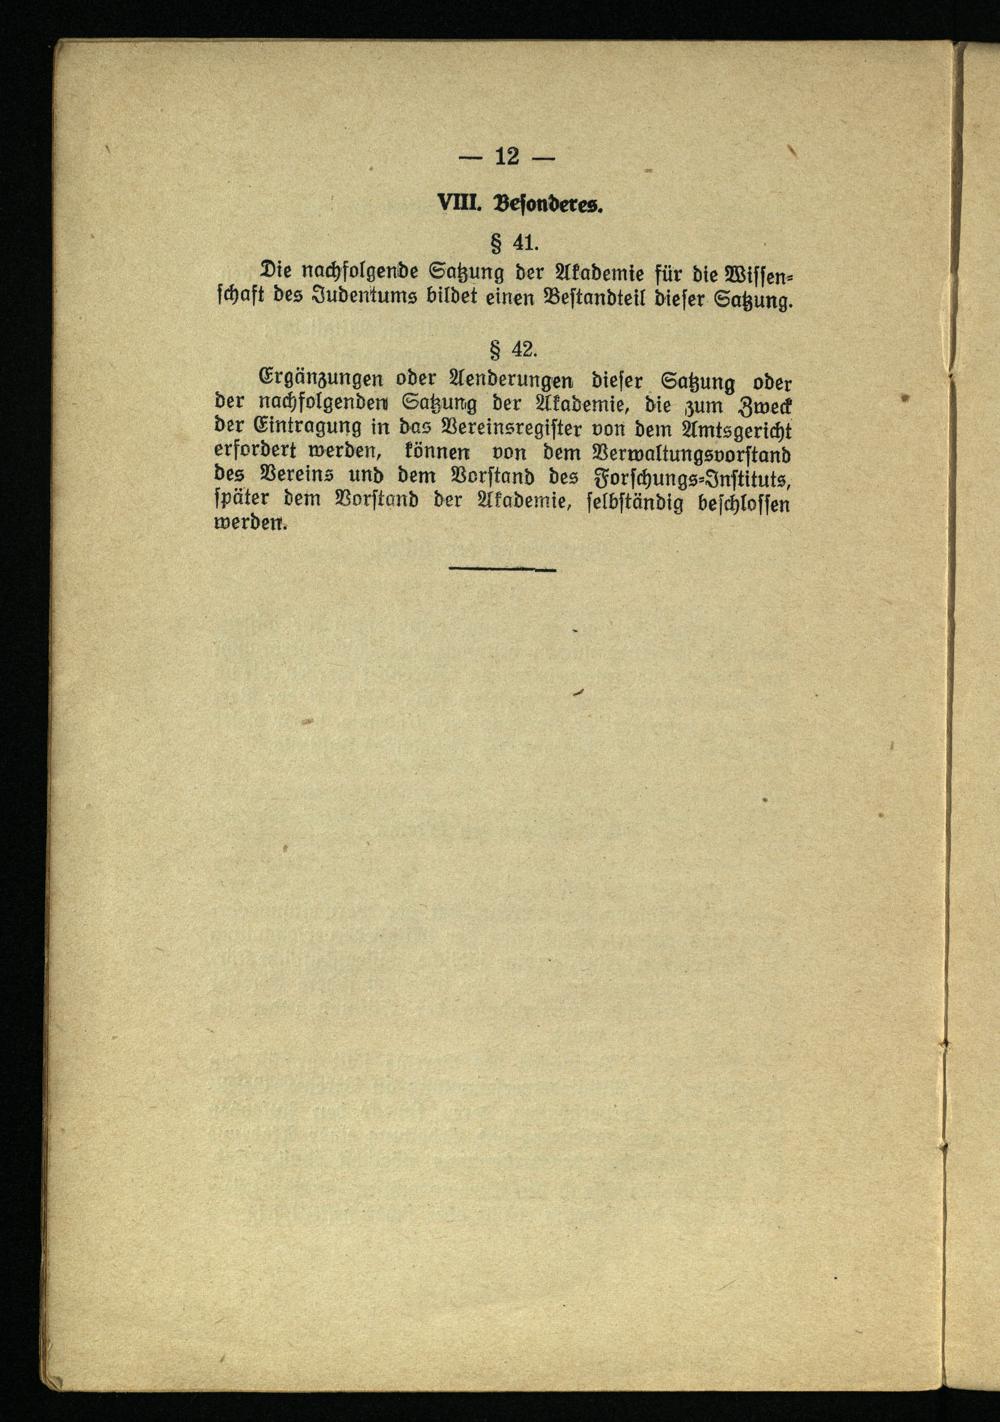 — 12 —
VIII. Besonderes.
§ 41.
Die nachfolgende Satzung der Akademie für die Wissen-
schaft des Judentums bildet einen Bestandteil dieser Satzung.
§ 42.
Ergänzungen oder Aenderungen dieser Satzung oder
der nachfolgenden Satzung der Akademie, die zum Zweck
der Eintragung in das Vereinsregister von dem Amtsgericht
erfordert werden, können von dem Verwaltungsvorstand
des Vereins und dem Vorstand des Forschungs-Instituts,
später dem Vorstand der Akademie, selbständig beschlossen
werden.